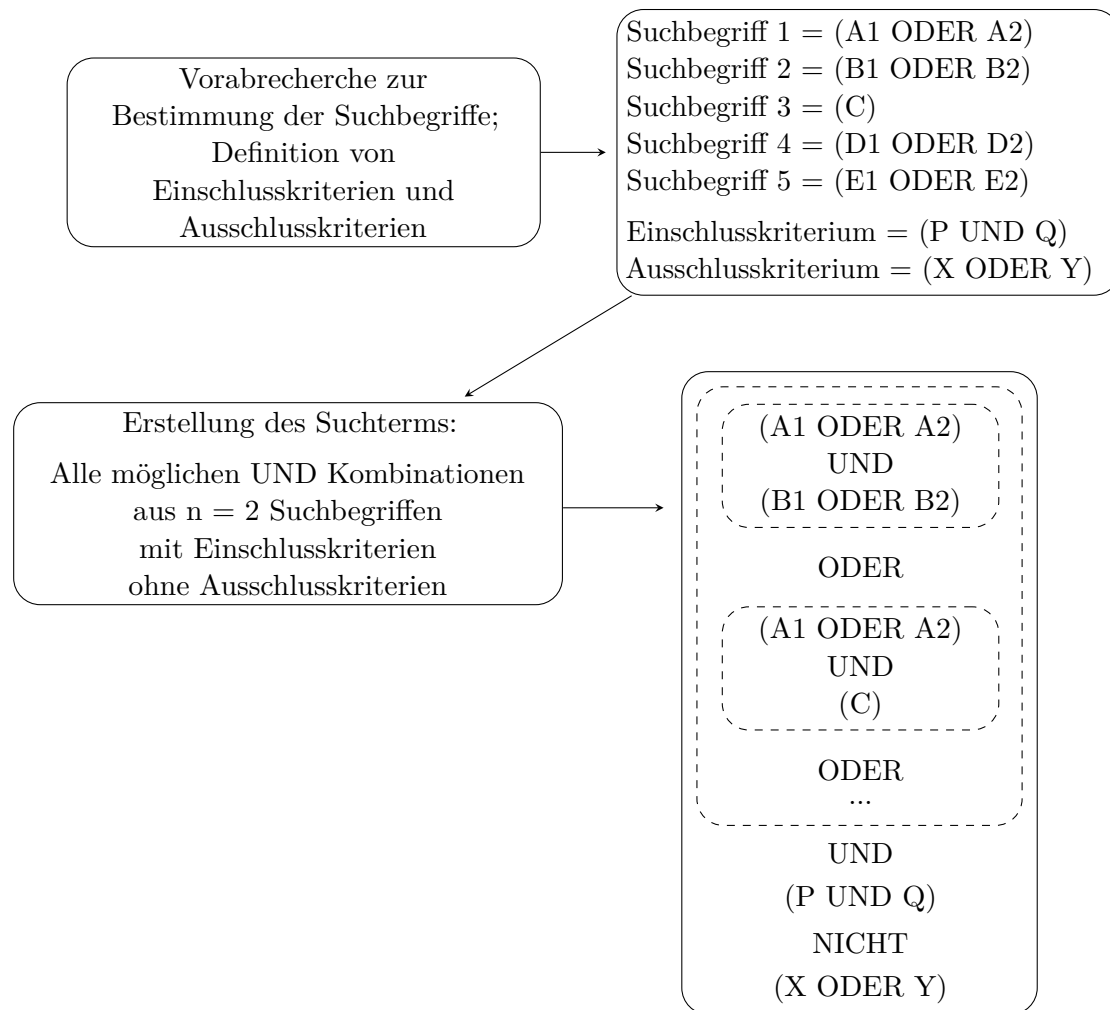 Vorabrecherche zur
Bestimmung der Suchbegriffe;
Definition von
Einschlusskriterien und
Ausschlusskriterien
Suchbegriff 1 = (A1 ODER A2)
Suchbegriff 2 = (B1 ODER B2)
Suchbegriff 3 = (C)
Suchbegriff 4 = (D1 ODER D2)
Suchbegriff 5 = (E1 ODER E2)
Einschlusskriterium = (P UND Q)
Ausschlusskriterium = (X ODER Y)
Erstellung des Suchterms:
Alle möglichen UND Kombinationen
aus n = 2 Suchbegriffen
mit Einschlusskriterien
ohne Ausschlusskriterien
(A1 ODER A2)
UND
(B1 ODER B2)
ODER
(A1 ODER A2)
UND
(C)
ODER
...
UND
(P UND Q)
NICHT
(X ODER Y)